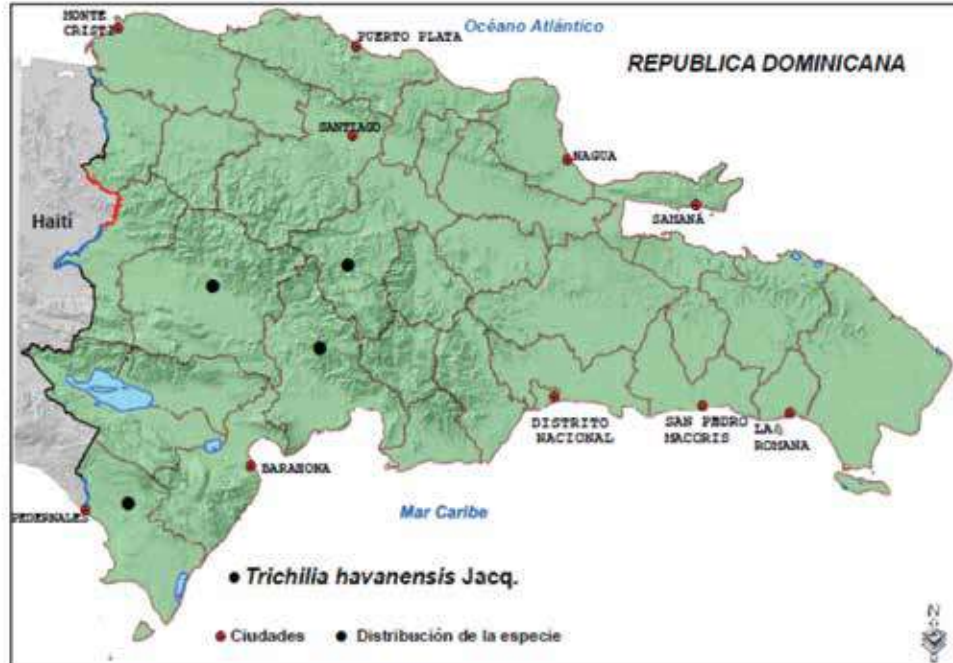 MONTE
CRISTI
Océano Atlántico
PUERTO PLATA
REPUBLICA DOMINICANA
SANTIAGO
NAGUA
Haití
SAMANÁ
DISTRITO
NACIONAL
SAN PEDRO
MACORIS
LA
ROMANA
BARAHONA
PEDERNALES
Mar Caribe
Trichilia havanensis Jacq.
Ciudades
Distribución de la especie